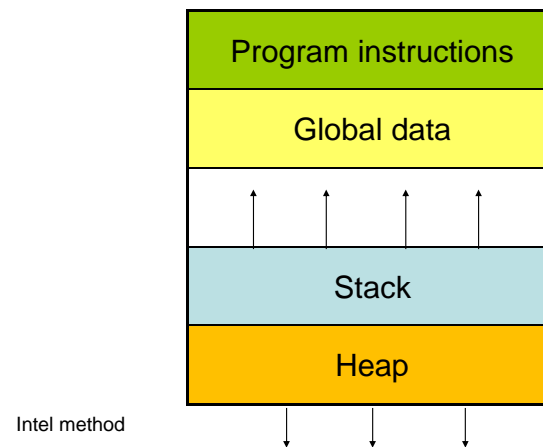 Program instructions
Global data
Stack
Heap
Intel method